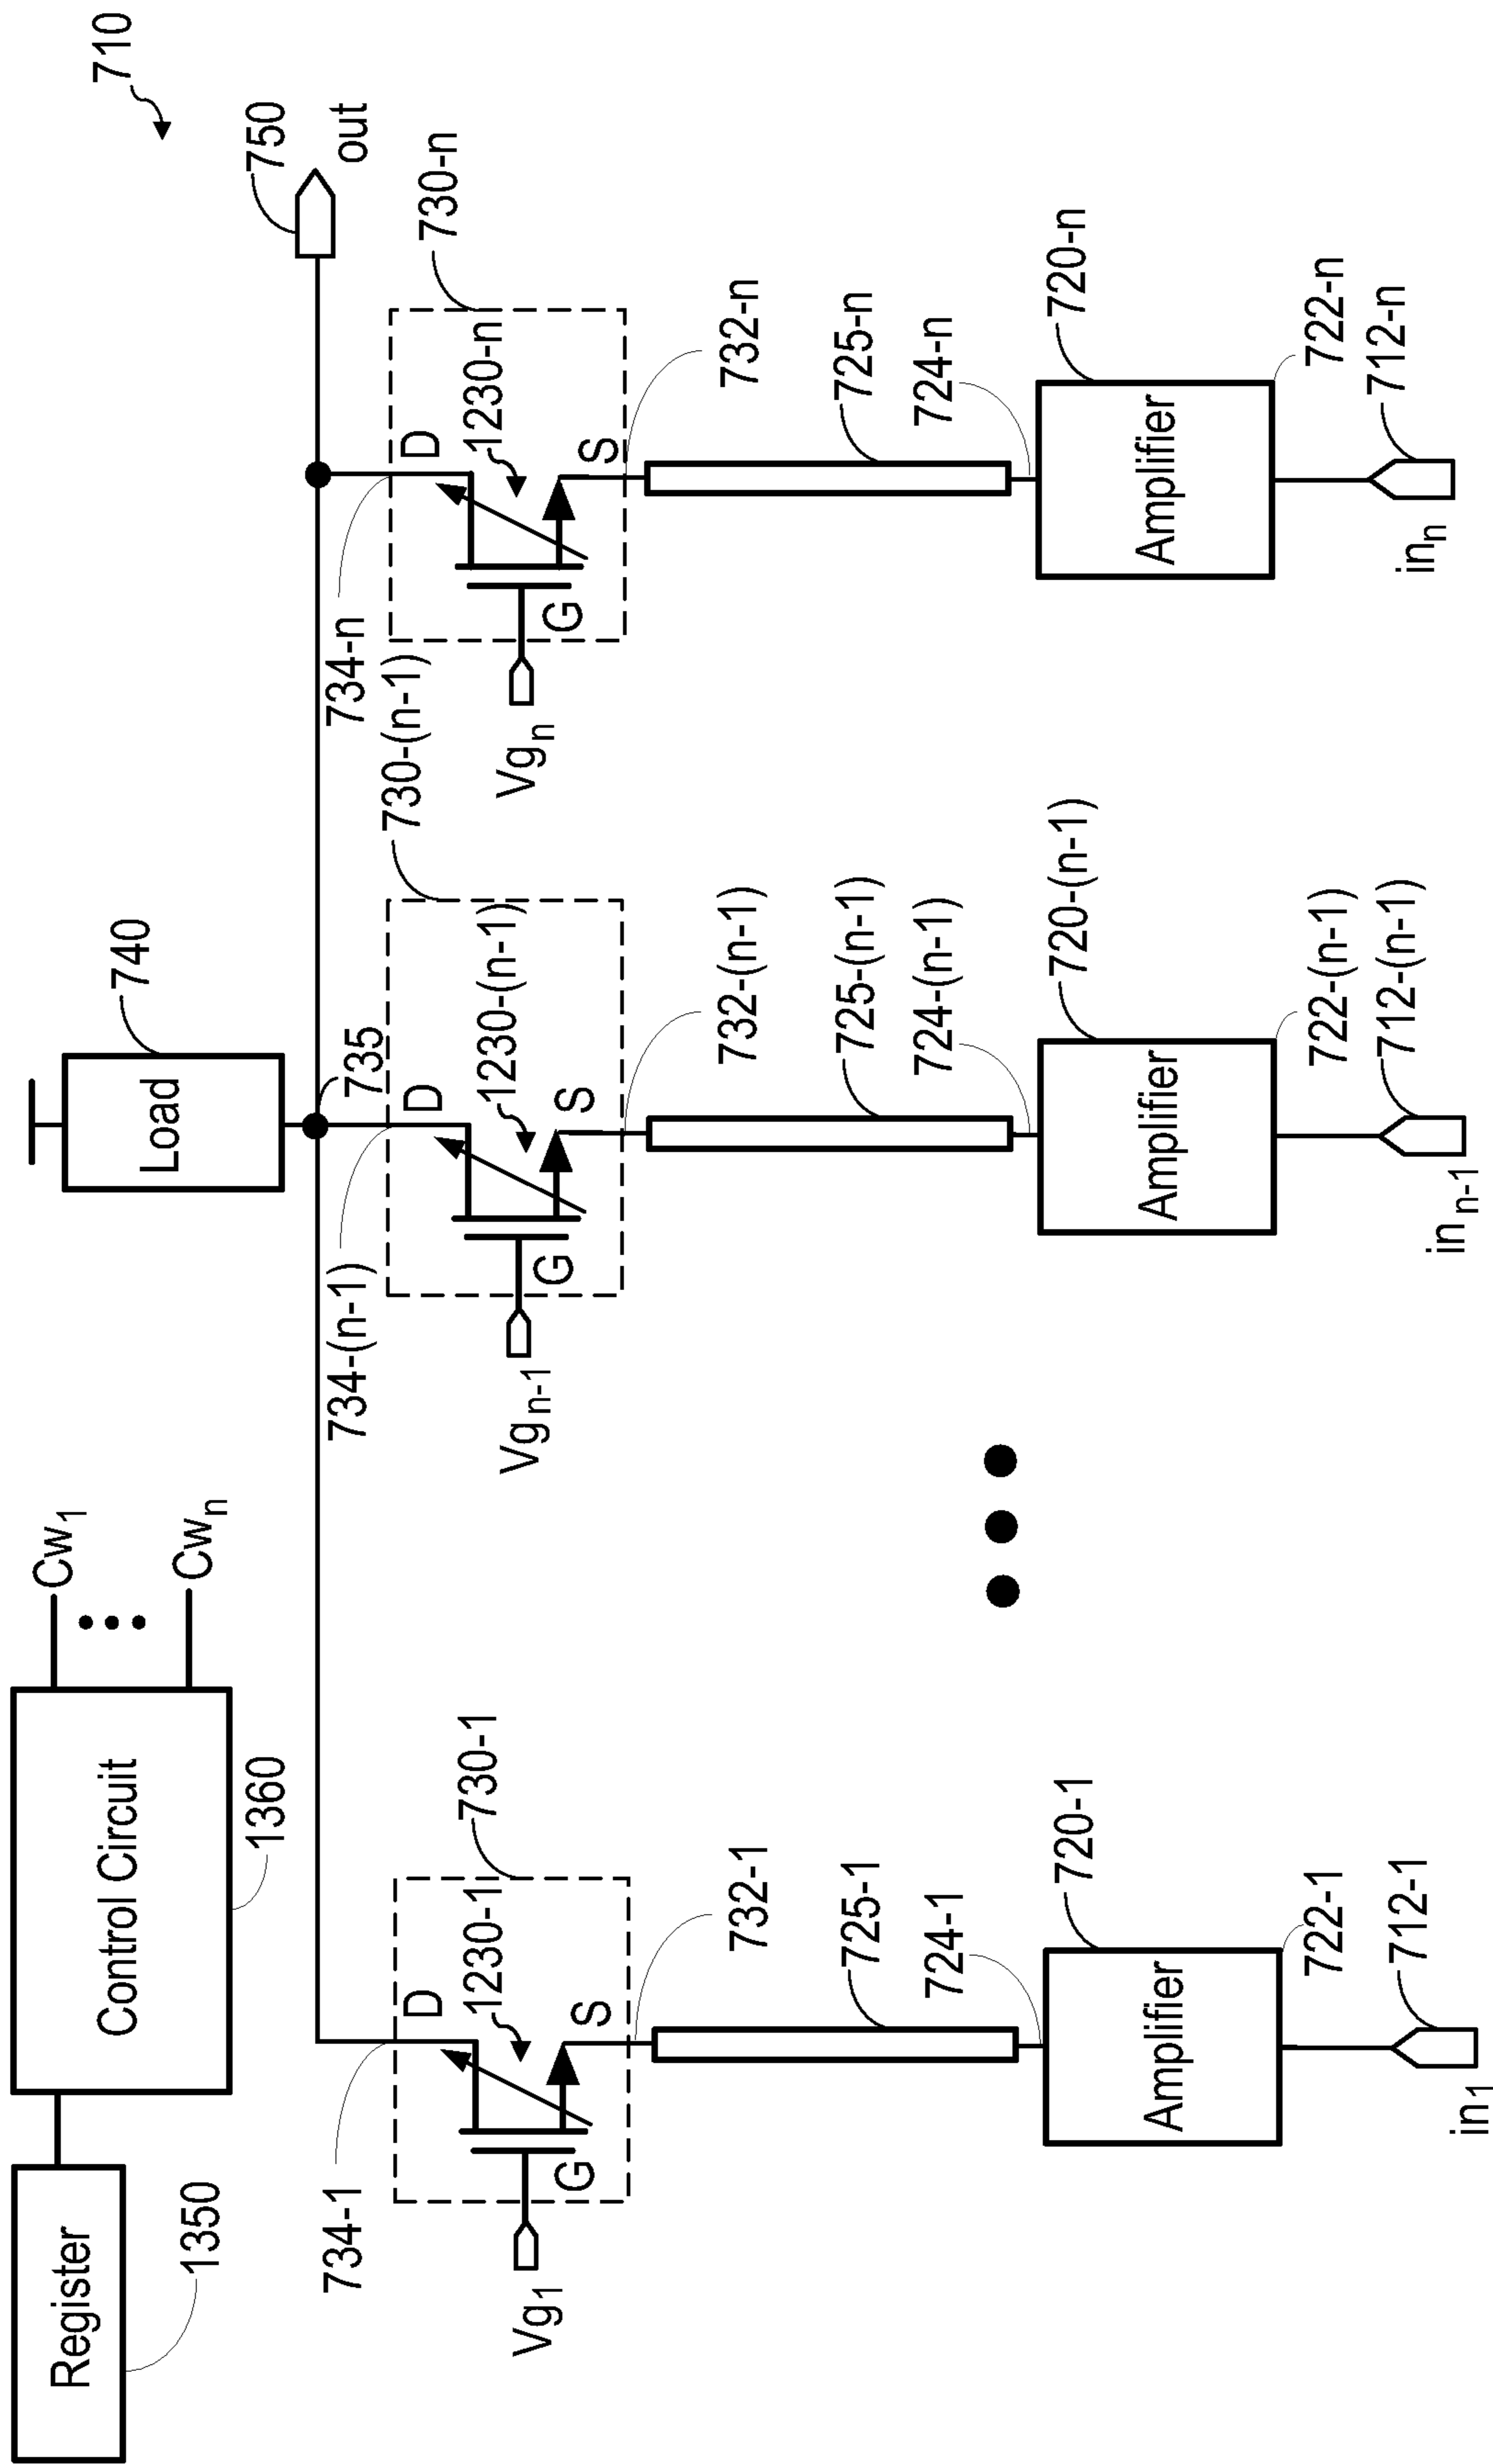 710
Register
1350
Control Circuit
1360
Cw1
Cwn
Load
740
735
750
out
734-1
730-1
D
1230-1
G
S
Vg1
732-1
725-1
724-1
720-1
Amplifier
722-1
712-1
in1
734-(n-1)
730-(n-1)
D
1230-(n-1)
G
S
Vgn-1
732-(n-1)
725-(n-1)
724-(n-1)
720-(n-1)
Amplifier
722-(n-1)
712-(n-1)
inn-1
734-n
730-n
D
1230-n
G
S
Vgn
732-n
725-n
724-n
720-n
Amplifier
722-n
712-n
inn